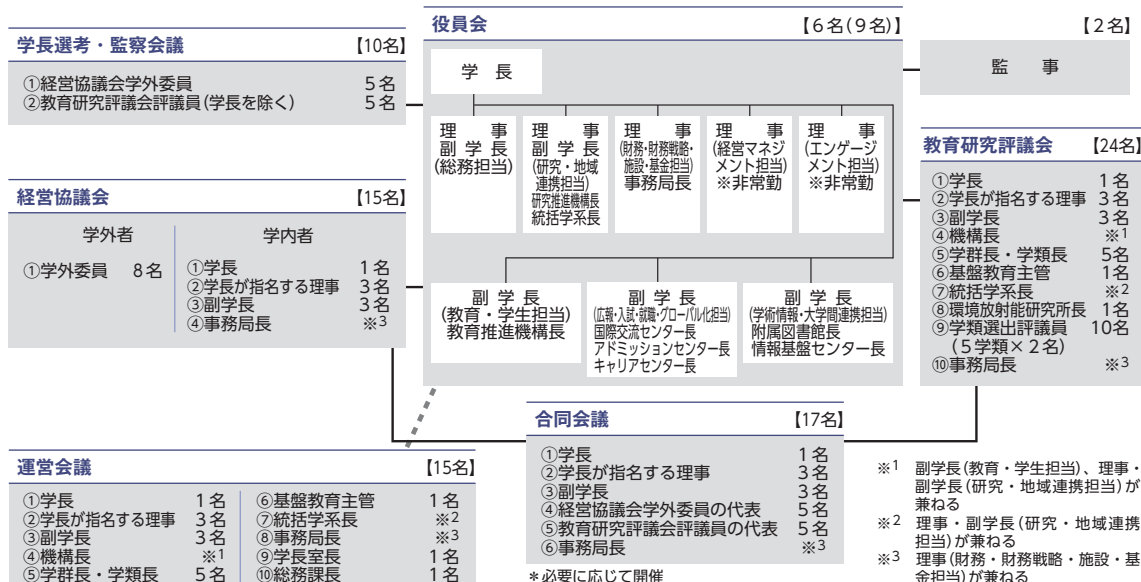 学長選考・監察会議 【10名】
①経営協議会学外委員 5名
②教育研究評議会評議員(学長を除く) 5名
役員会 【6名(9名)】
学 長
理 事
副 学 長
(総務担当)
理 事
副 学 長
(研究・地域
連携担当)
研究推進機構長
統括学系長
理 事
(財務・財務戦略・
施設・基金担当)
事務局長
理 事
(経営マネジ
メント担当)
※非常勤
理 事
(エンゲージ
メント担当)
※非常勤
副 学 長
(教育・学生担当)
教育推進機構長
副 学 長
(広報・入試・就職・グローバル化担当)
国際交流センター長
アドミッションセンター長
キャリアセンター長
副 学 長
(学術情報・大学間連携担当)
附属図書館長
情報基盤センター長
【2名】
監 事
経営協議会 【15名】
学外者
①学外委員 8名
学内者
①学長 1名
②学長が指名する理事 3名
③副学長 3名
④事務局長 ※3
教育研究評議会 【24名】
①学長 1名
②学長が指名する理事 3名
③副学長 3名
④機構長 ※1
⑤学群長・学類長 5名
⑥基盤教育主管 1名
⑦統括学系長 ※2
⑧環境放射能研究所長 1名
⑨学類選出評議員 10名
(5学類×2名)
⑩事務局長 ※3
運営会議 【15名】
①学長 1名
②学長が指名する理事 3名
③副学長 3名
④機構長 ※1
⑤学群長・学類長 5名
⑥基盤教育主管 1名
⑦統括学系長 ※2
⑧事務局長 ※3
⑨学長室長 1名
⑩総務課長 1名
合同会議 【17名】
①学長 1名
②学長が指名する理事 3名
③副学長 3名
④経営協議会学外委員の代表 5名
⑤教育研究評議会評議員の代表 5名
⑥事務局長 ※3
*必要に応じて開催
※1 副学長(教育・学生担当)、理事・
副学長(研究・地域連携担当)が
兼ねる
※2 理事・副学長(研究・地域連携
担当)が兼ねる
※3 理事(財務・財務戦略・施設・基
金担当)が兼ねる